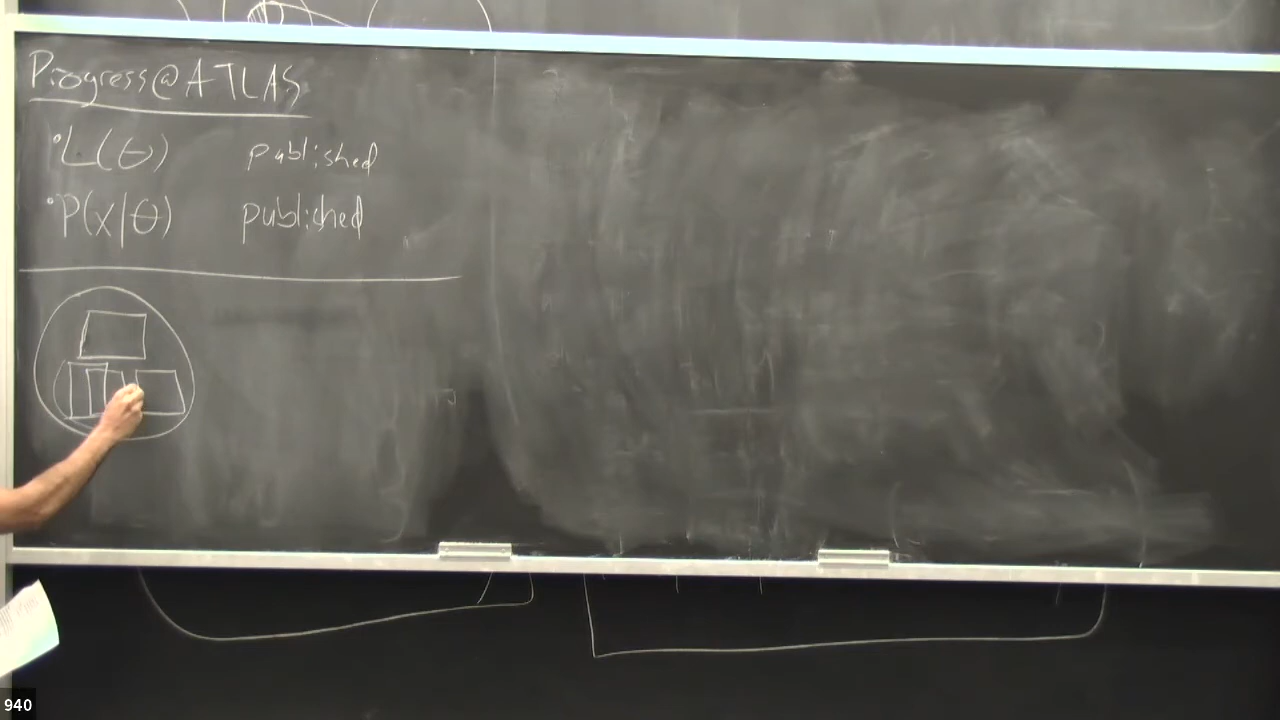 Progress@ATLAS
•L(θ) published
•P(x|θ) published
940